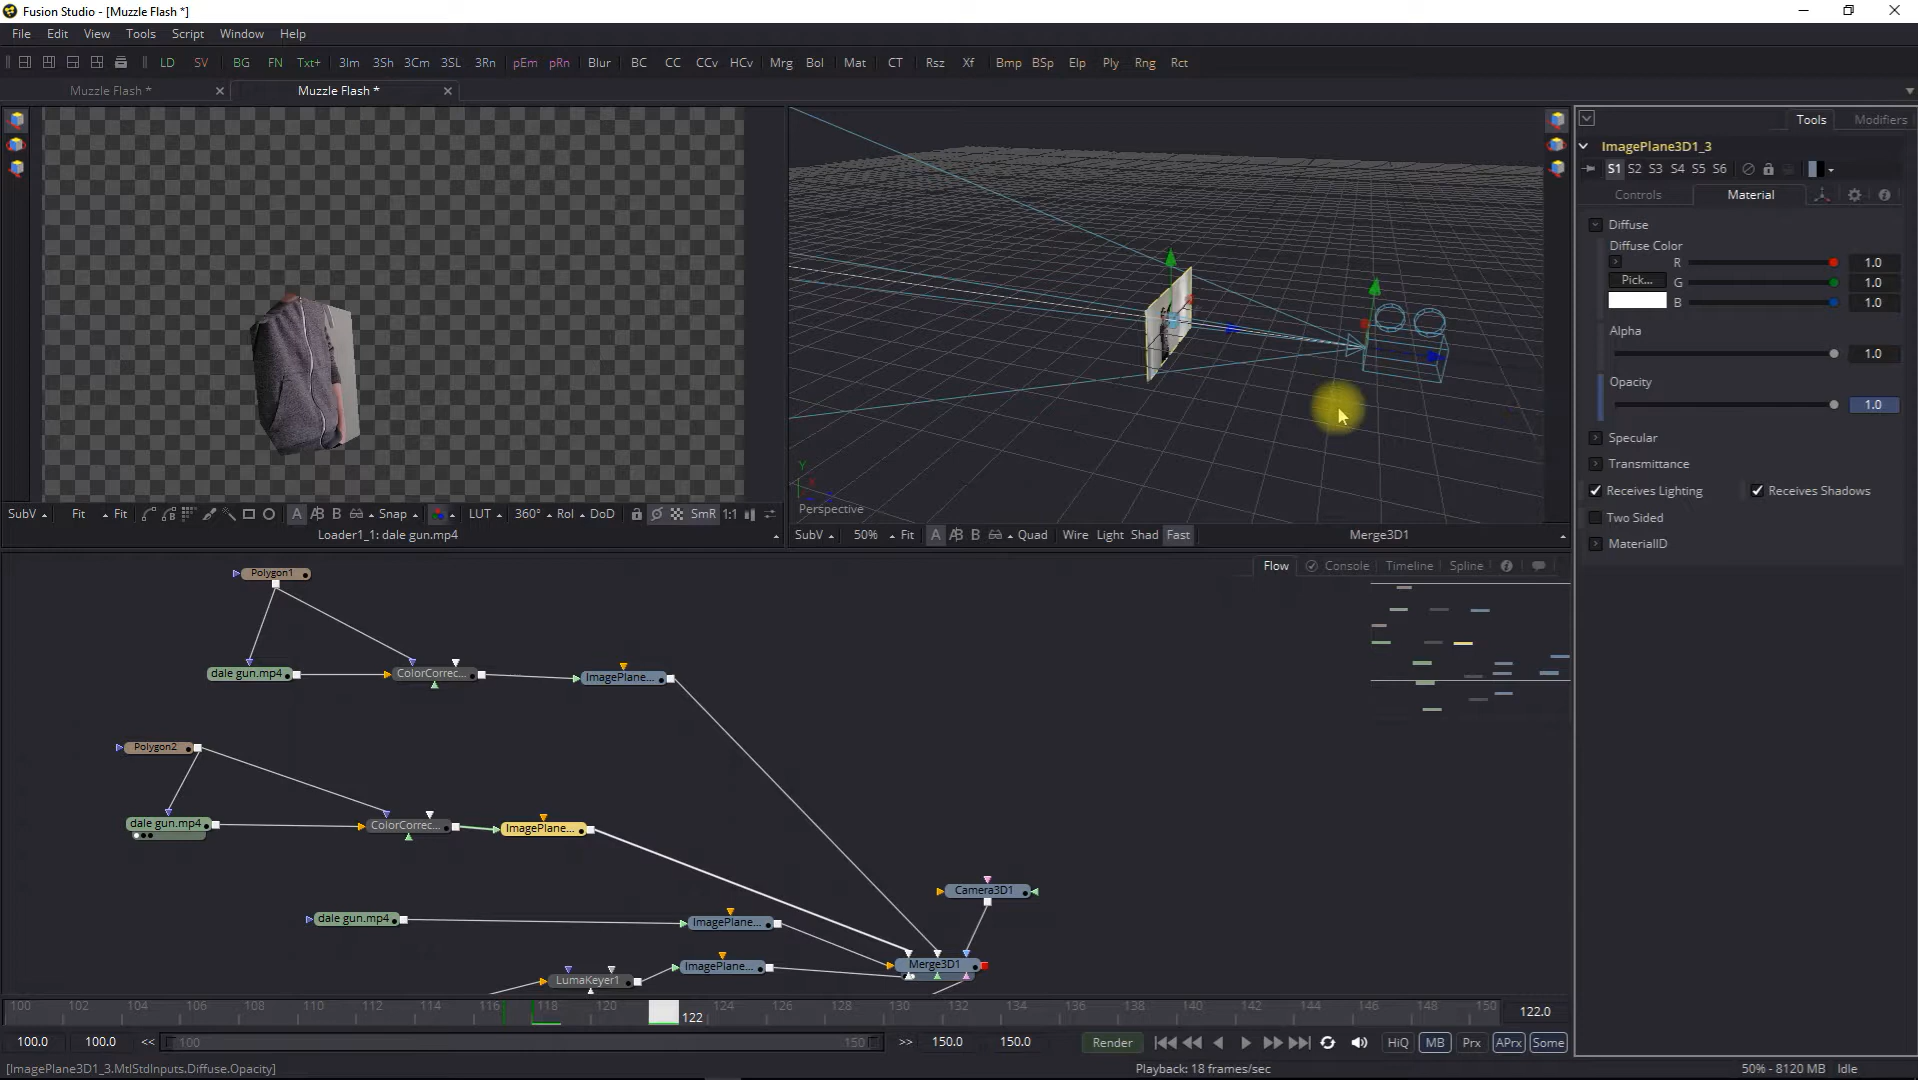 Fusion Studio - [Muzzle Flash *]
File Edit View Tools Script Window Help
LD SV BG FN Txt+ 3Im 3Sh 3Cm 3SL 3Rn pEm pRn Blur BC CC CCv HCv Mrg Bol Mat CT Rsz Xf Bmp BSp Elp Ply Rng Rct
Muzzle Flash * Muzzle Flash *
Tools Modifiers
ImagePlane3D1_3
S1 S2 S3 S4 S5 S6
Controls Material
Diffuse
Diffuse Color
R 1.0
Pick... G 1.0
B 1.0
Alpha
1.0
Opacity
1.0
Specular
Transmittance
Receives Lighting Receives Shadows
Two Sided
MaterialID
Y
Perspective
SubV Fit Fit A B Snap LUT 360° RoI DoD SmR 1:1
Loader1_1: dale gun.mp4
SubV 50% Fit A B Quad Wire Light Shad Fast Merge3D1
Flow Console Timeline Spline
Polygon1
dale gun.mp4 ColorCorrec... ImagePlane...
Polygon2
dale gun.mp4 ColorCorrec... ImagePlane...
Camera3D1
dale gun.mp4 ImagePlane...
LumaKeyer1 ImagePlane... Merge3D1
100 104 106 108 110 112 114 116 118 120 122 124 126 128 130 132 134 136 138 140 142 144 146 148 150 122.0
100.0 100.0 << 100 150 >> 150.0 150.0 Render HiQ MB Prx APrx Some
[ImagePlane3D1_3.MtlStdInputs.Diffuse.Opacity] Playback: 18 frames/sec 50% - 8120 MB Idle